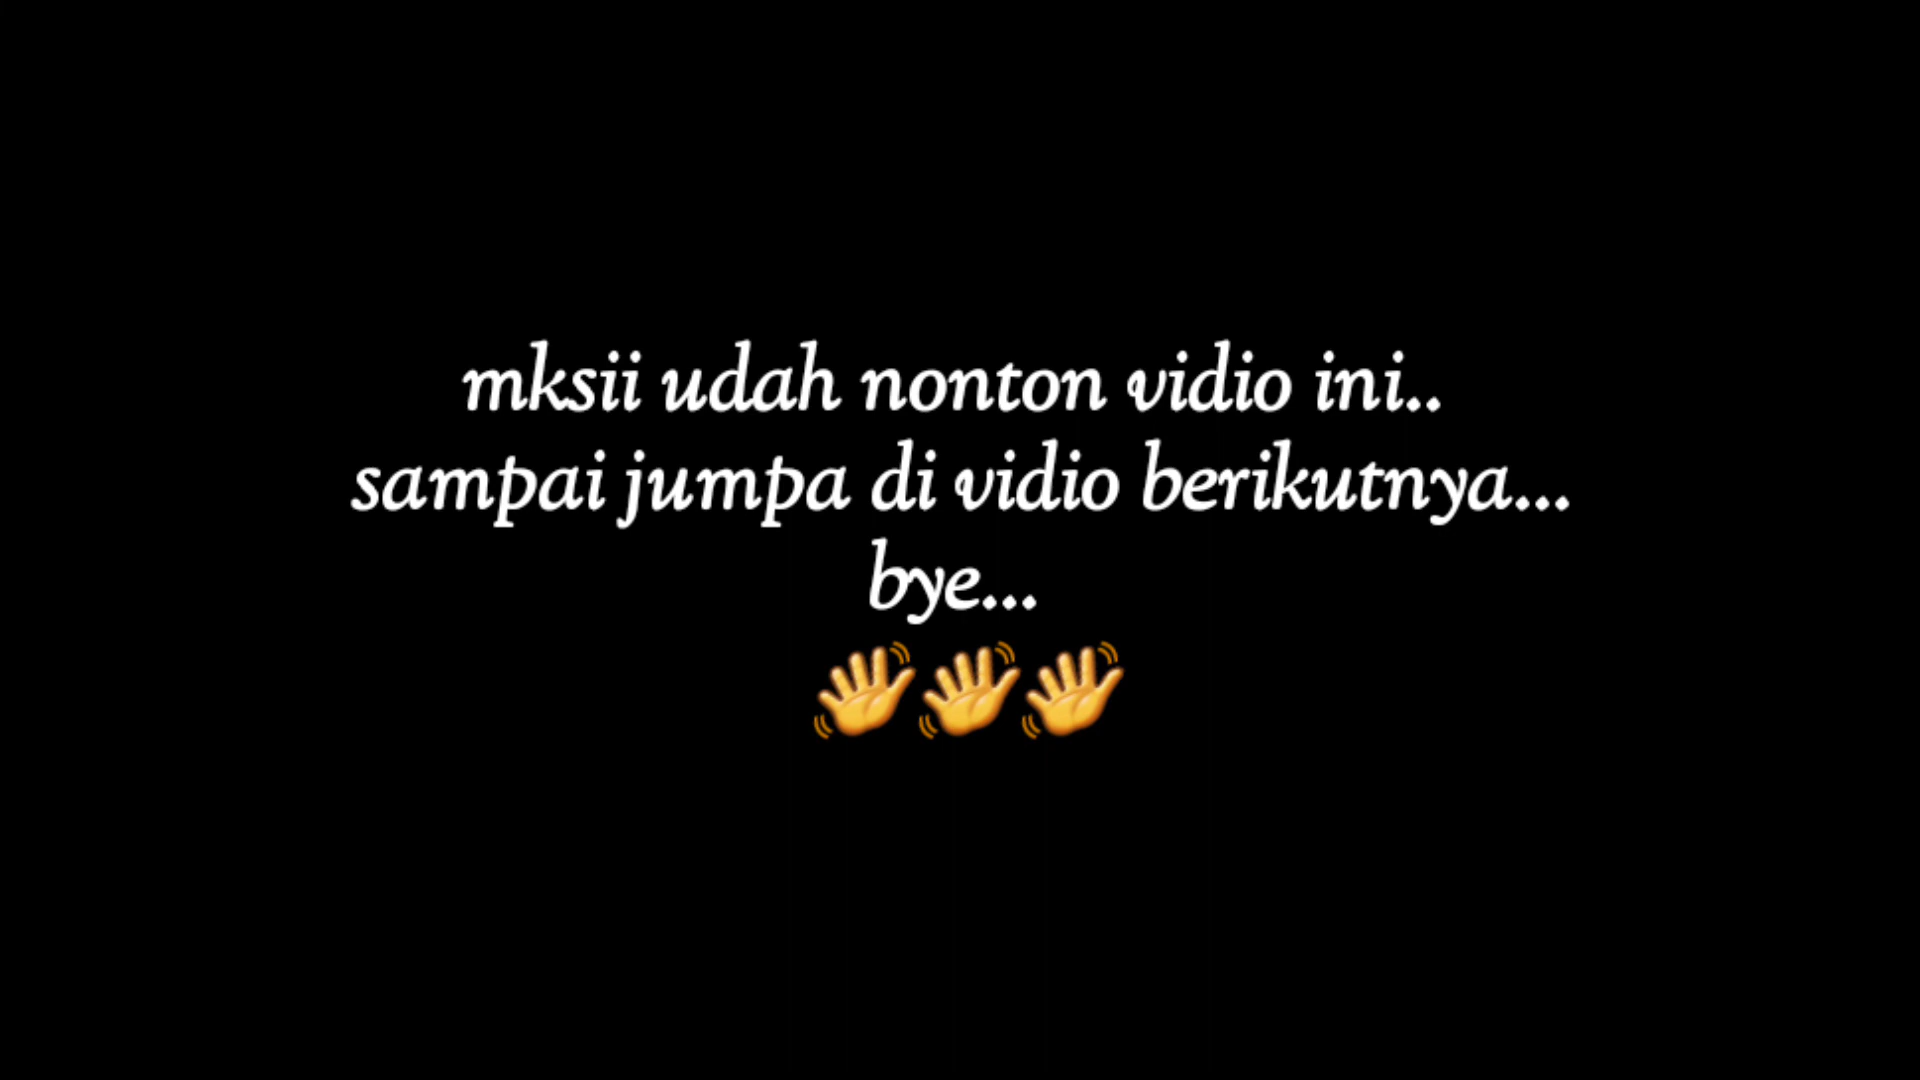 mksii udah nonton vidio ini..
sampai jumpa di vidio berikutnya...
bye...
👋👋👋